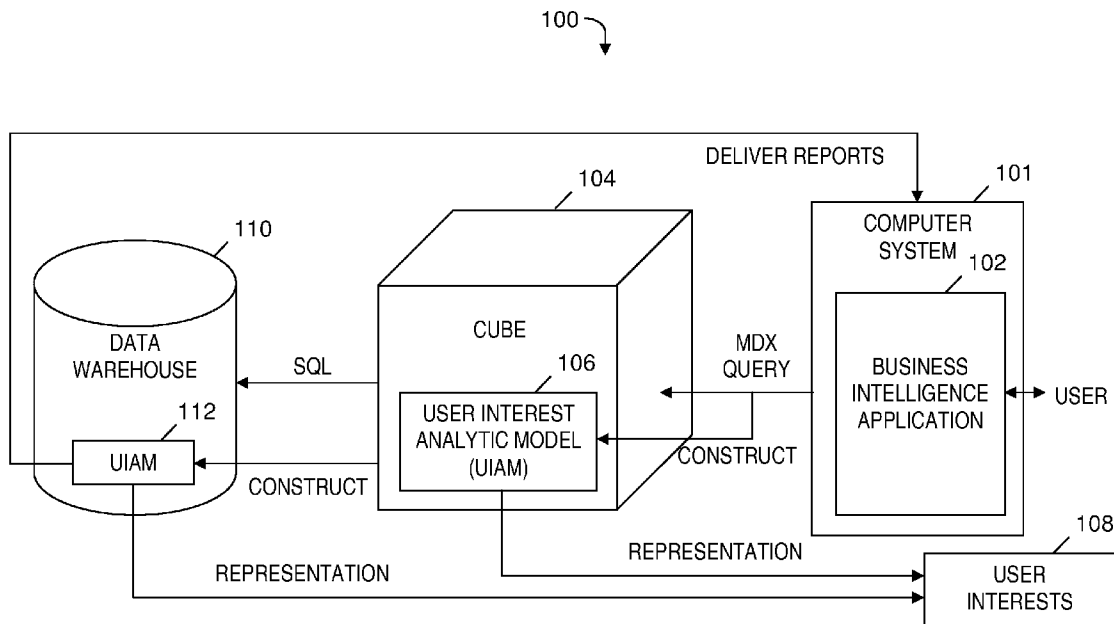 100
DELIVER REPORTS
104
101
COMPUTER
SYSTEM
110
102
DATA
WAREHOUSE
CUBE
MDX
QUERY
BUSINESS
INTELLIGENCE
APPLICATION
SQL
106
USER
112
USER INTEREST
ANALYTIC MODEL
(UIAM)
UIAM
CONSTRUCT
CONSTRUCT
108
REPRESENTATION
REPRESENTATION
USER
INTERESTS